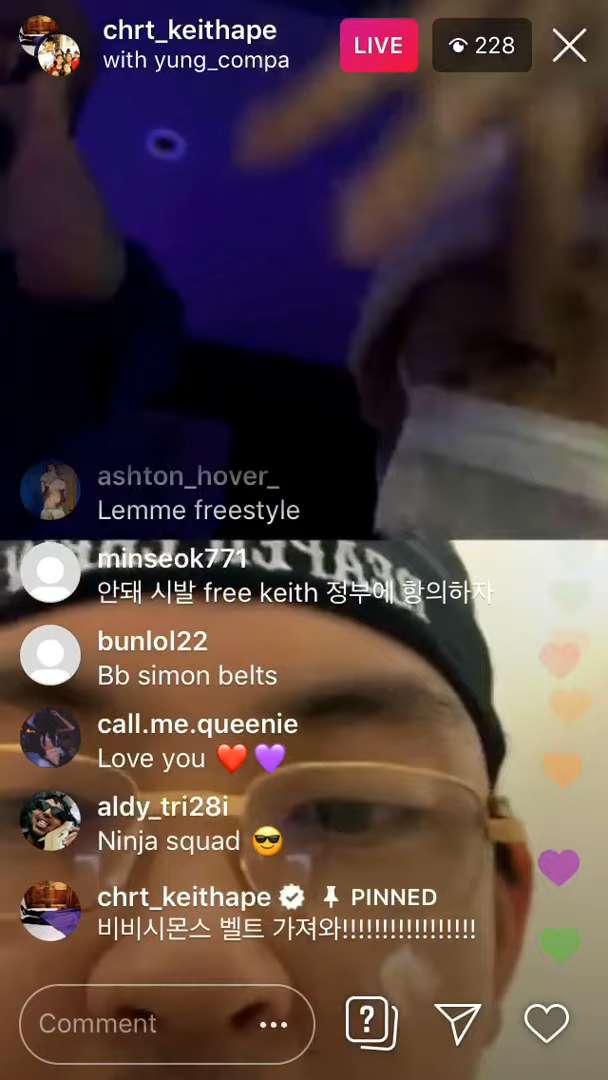 chrt_keithape
with yung_compa
LIVE
228
ashton_hover_
Lemme freestyle
minseok771
안돼 시발 free keith 정부에 항의하자
bunlol22
Bb simon belts
call.me.queenie
Love you ❤️💜
aldy_tri28i
Ninja squad 😎
chrt_keithape PINNED
비비시몬스 벨트 가져와!!!!!!!!!!!!!!!!!
Comment